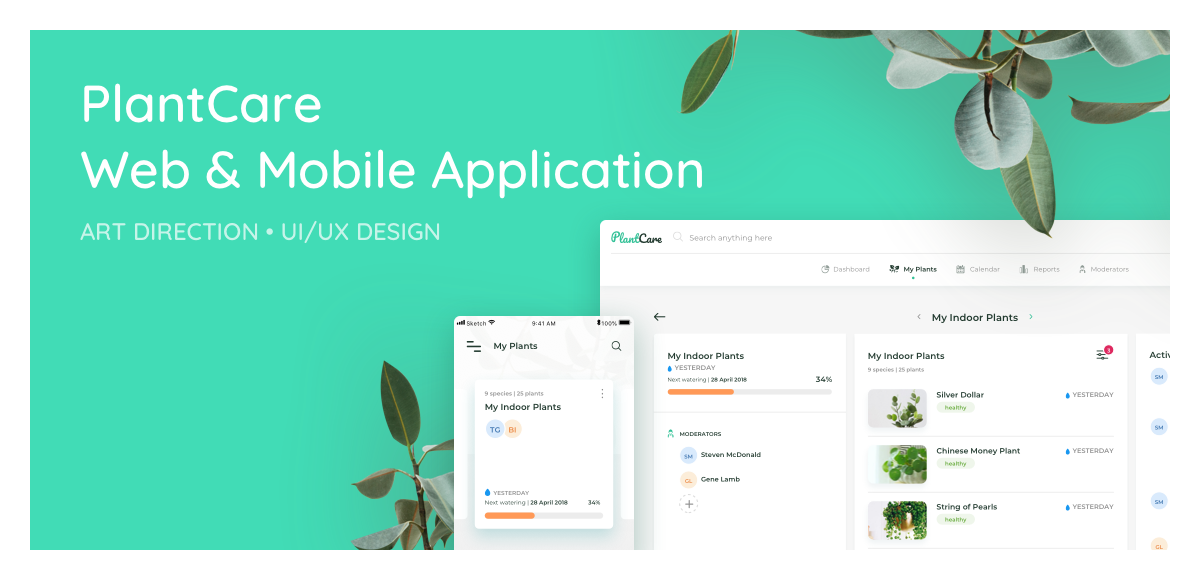 PlantCare
Web & Mobile Application
ART DIRECTION • UI/UX DESIGN
PlantCare
Search anything here
Dashboard
My Plants
Calendar
Reports
Moderators
My Indoor Plants
My Indoor Plants
YESTERDAY
Next watering | 28 April 2018
34%
MODERATORS
SM
Steven McDonald
GL
Gene Lamb
My Indoor Plants
3
9 species | 25 plants
Silver Dollar
YESTERDAY
healthy
Chinese Money Plant
YESTERDAY
healthy
String of Pearls
YESTERDAY
healthy
Activ
SM
SM
SM
GL
Sketch
9:41 AM
100%
My Plants
9 species | 25 plants
My Indoor Plants
TG
BI
YESTERDAY
Next watering | 28 April 2018
34%